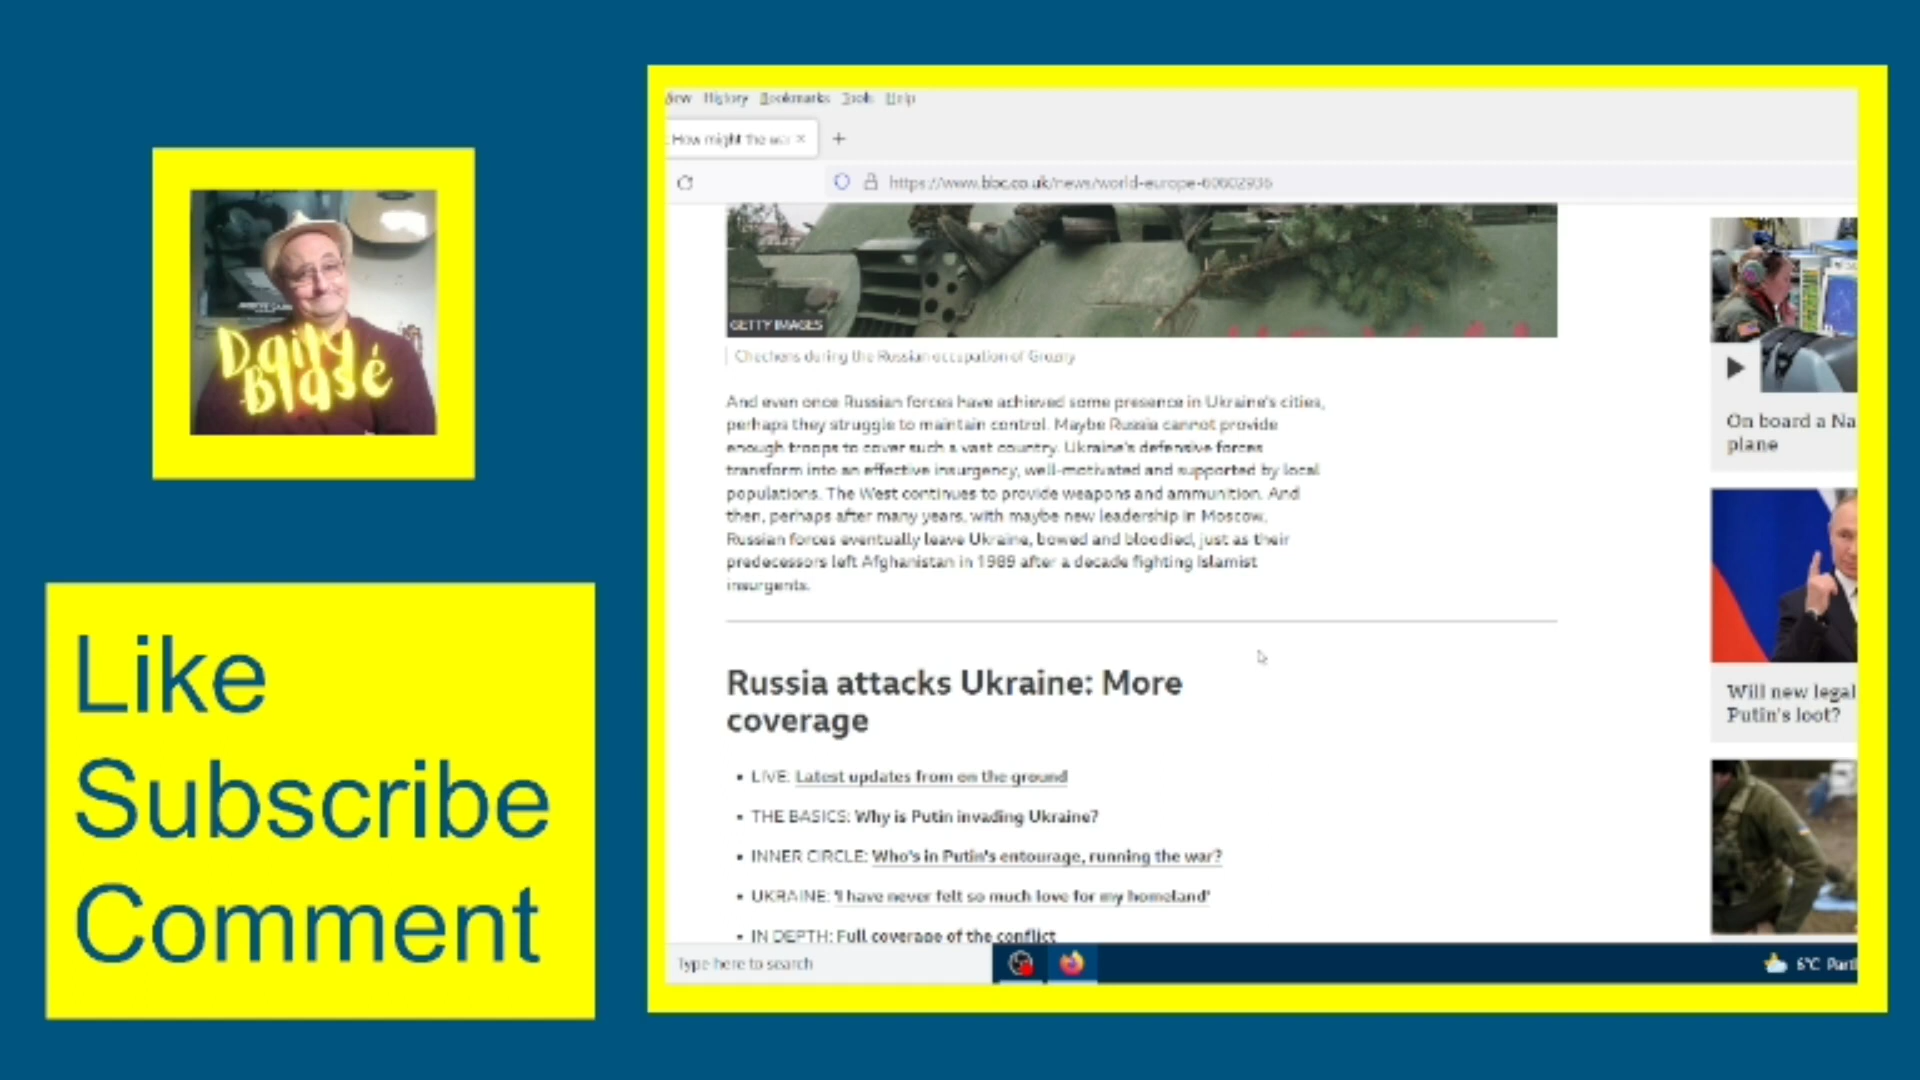 Daily
Blasé
Like
Subscribe
Comment
View History Bookmarks Tools Help
How might the war
https://www.bbc.co.uk/news/world-europe-60602936
GETTY IMAGES
Chechens during the Russian occupation of Grozny
And even once Russian forces have achieved some presence in Ukraine's cities,
perhaps they struggle to maintain control. Maybe Russia cannot provide
enough troops to cover such a vast country. Ukraine's defensive forces
transform into an effective insurgency, well-motivated and supported by local
populations. The West continues to provide weapons and ammunition. And
then, perhaps after many years, with maybe new leadership in Moscow,
Russian forces eventually leave Ukraine, bowed and bloodied, just as their
predecessors left Afghanistan in 1989 after a decade fighting Islamist
insurgents.
Russia attacks Ukraine: More
coverage
• LIVE: Latest updates from on the ground
• THE BASICS: Why is Putin invading Ukraine?
• INNER CIRCLE: Who's in Putin's entourage, running the war?
• UKRAINE: 'I have never felt so much love for my homeland'
• IN DEPTH: Full coverage of the conflict
On board a Na
plane
Will new legal
Putin's loot?
Type here to search
6°C Part